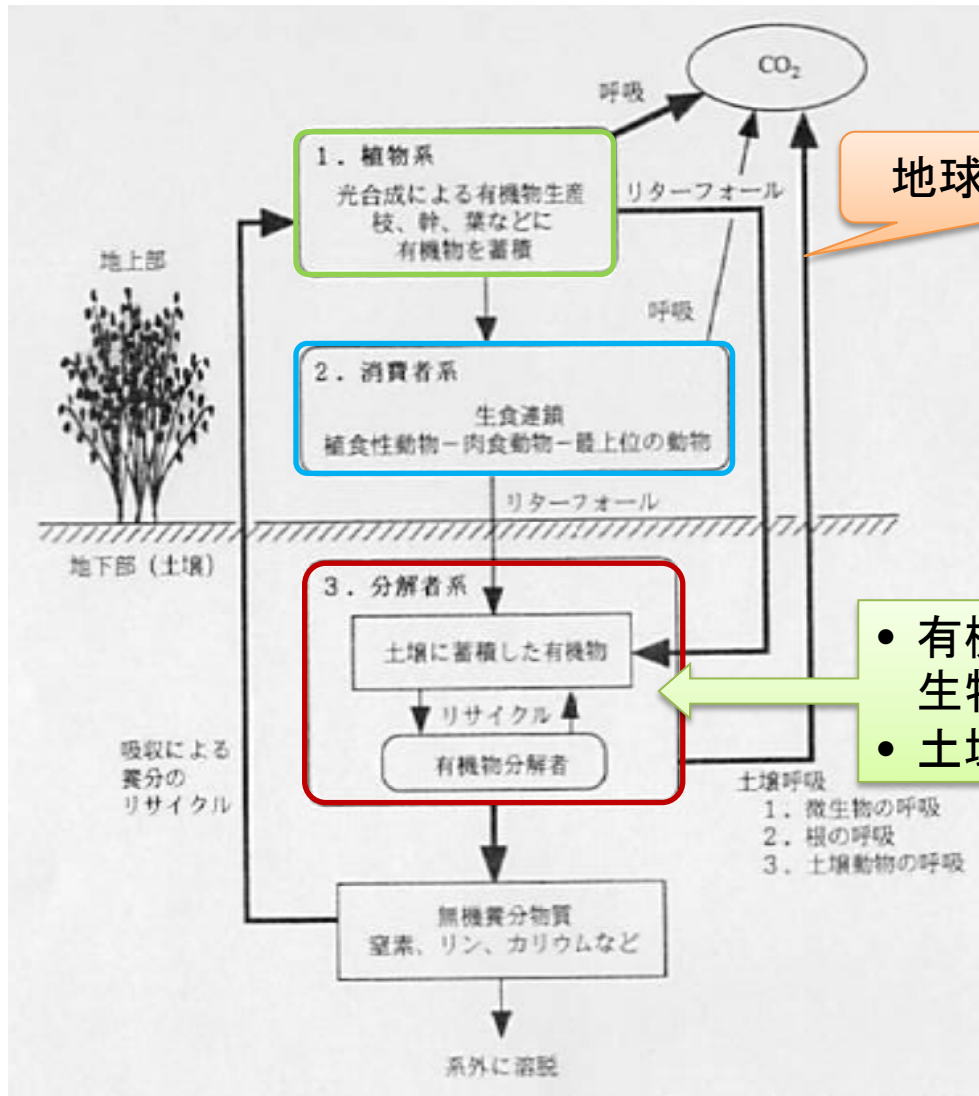 CO₂
呼吸
1. 植物系
光合成による有機物生産
枝、幹、葉などに
有機物を蓄積
リターフォール
地球
地上部
呼吸
2. 消費者系
生食連鎖
植食性動物－肉食動物－最上位の動物
リターフォール
地下部（土壌）
3. 分解者系
土壌に蓄積した有機物
リサイクル
有機物分解者
• 有機
生物
• 土壌
吸収による
養分の
リサイクル
土壌呼吸
1. 微生物の呼吸
2. 根の呼吸
3. 土壌動物の呼吸
無機養分物質
窒素、リン、カリウムなど
系外に溶脱